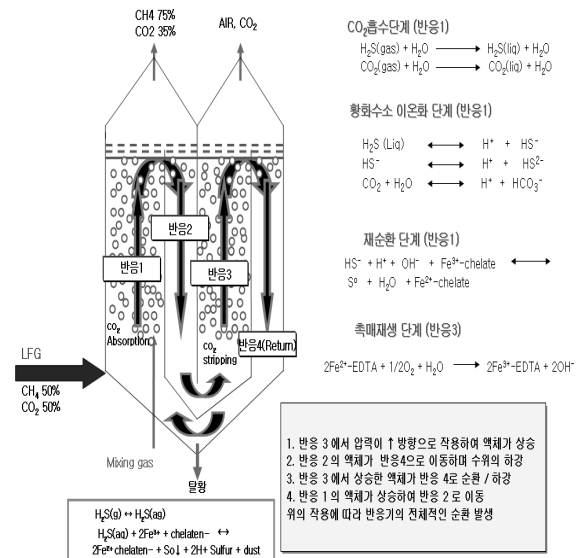 CH4 75%
CO2 35%
AIR, CO₂
반응1
반응2
반응3
반응4(Return)
CO₂
Absorption
CO₂
stripping
LFG
CH₄ 50%
CO₂ 50%
Mixing gas
탈황
H₂S(g) ↔ H₂S(aq)
H₂S(aq) + 2Fe³⁺ + chelaten- ↔
2Fe²⁺ chelaten- + So↓ + 2H+ Sulfur + dust
CO₂흡수단계 (반응1)
H₂S(gas) + H₂O → H₂S(liq) + H₂O
CO₂(gas) + H₂O → CO₂(liq) + H₂O
황화수소 이온화 단계 (반응1)
H₂S (Liq) ↔ H⁺ + HS⁻
HS⁻ ↔ H⁺ + HS²⁻
CO₂ + H₂O ↔ H⁺ + HCO₃⁻
재순환 단계 (반응1)
HS⁻ + H⁺ + OH⁻ + Fe³⁺-chelate ↔
S⁰ + H₂O + Fe²⁺-chelate
촉매재생 단계 (반응3)
2Fe²⁺-EDTA + 1/2O₂ + H₂O → 2Fe³⁺-EDTA + 2OH⁻
1. 반응 3에서 압력이 ↑ 방향으로 작용하여 액체가 상승
2. 반응 2의 액체가 반응4으로 이동하며 수위의 하강
3. 반응 3에서 상승한 액체가 반응 4로 순환 / 하강
4. 반응 1의 액체가 상승하여 반응 2로 이동
위의 작용에 따라 반응기의 전체적인 순환 발생